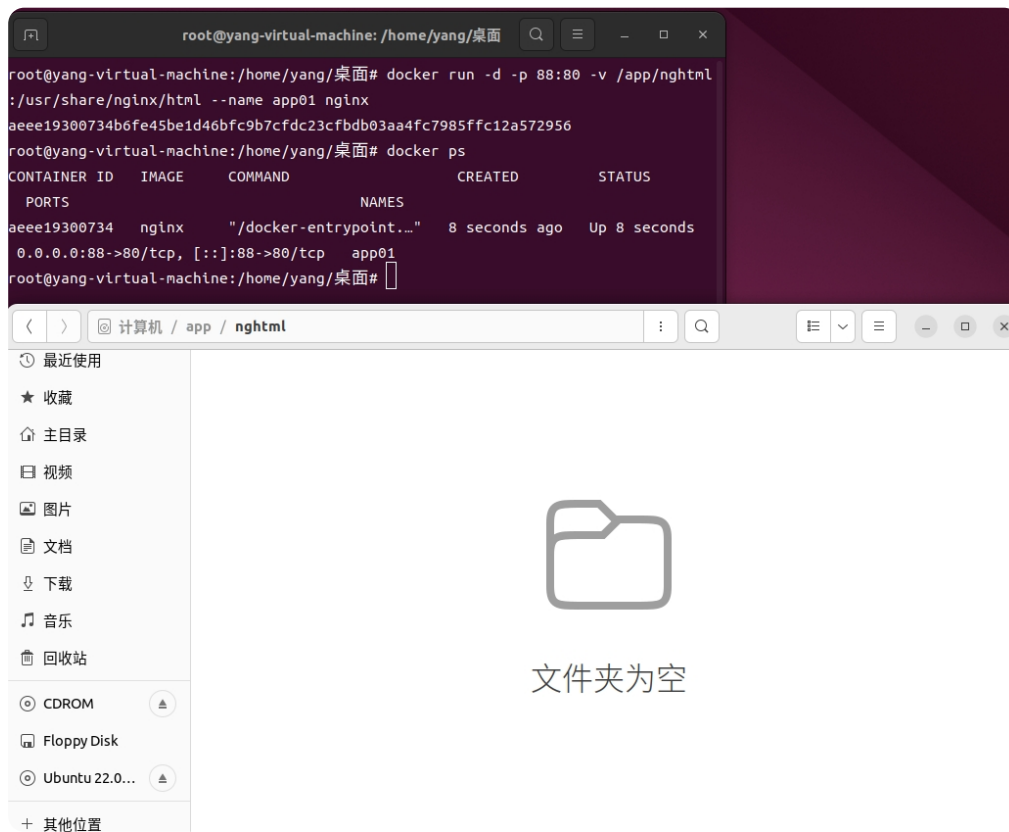 root@yang-virtual-machine: /home/yang/桌面
root@yang-virtual-machine:/home/yang/桌面# docker run -d -p 88:80 -v /app/nghtml
:/usr/share/nginx/html --name app01 nginx
aeee19300734b6fe45be1d46bfc9b7cfdc23cfbdb03aa4fc7985ffc12a572956
root@yang-virtual-machine:/home/yang/桌面# docker ps
CONTAINER ID   IMAGE     COMMAND                   CREATED         STATUS
  PORTS                                 NAMES
aeee19300734   nginx     "/docker-entrypoint.…"   8 seconds ago   Up 8 seconds
 0.0.0.0:88->80/tcp, [::]:88->80/tcp   app01
root@yang-virtual-machine:/home/yang/桌面#
计算机 / app / nghtml
最近使用
收藏
主目录
视频
图片
文档
下载
音乐
回收站
CDROM
Floppy Disk
Ubuntu 22.0…
其他位置
文件夹为空